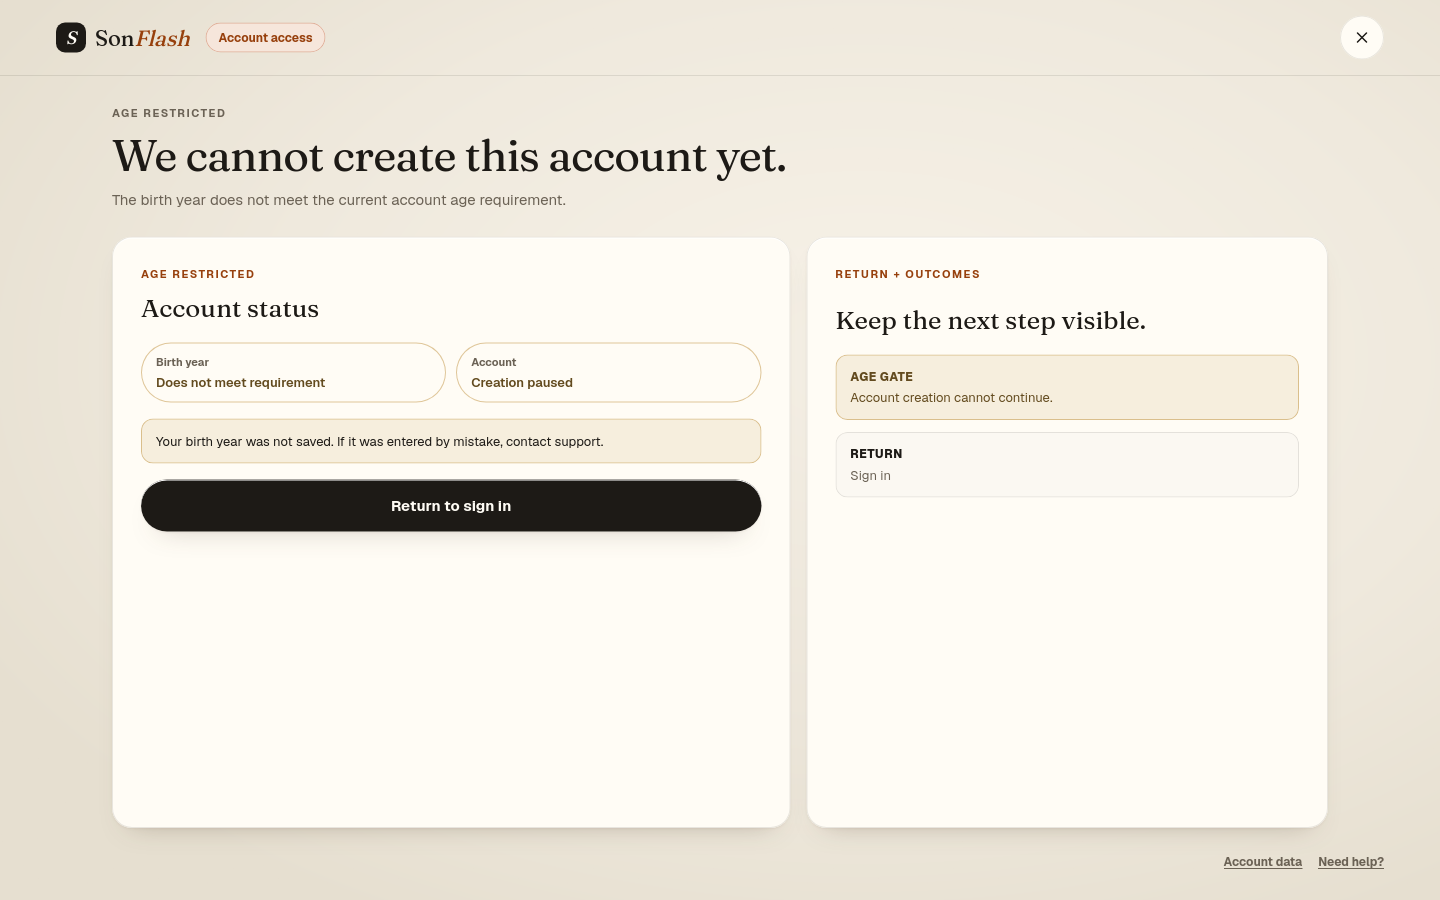 S SonFlash Account access
AGE RESTRICTED
We cannot create this account yet.
The birth year does not meet the current account age requirement.
AGE RESTRICTED
Account status
Birth year
Does not meet requirement
Account
Creation paused
Your birth year was not saved. If it was entered by mistake, contact support.
Return to sign in
RETURN + OUTCOMES
Keep the next step visible.
AGE GATE
Account creation cannot continue.
RETURN
Sign in
Account data Need help?